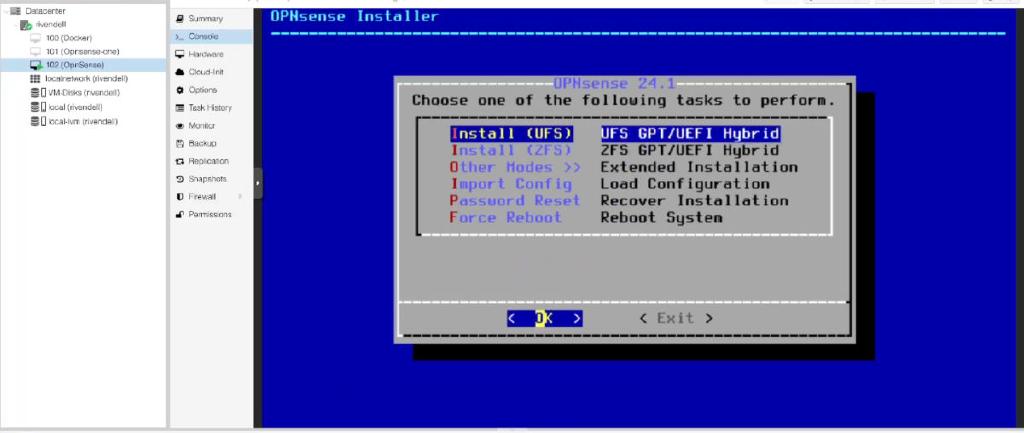 Datacenter
rivendell
100 (Docker)
101 (Opnsense-one)
102 (OpnSense)
localnetwork (rivendell)
VM-Disks (rivendell)
local (rivendell)
local-lvm (rivendell)
Summary
>_ Console
Hardware
Cloud-Init
Options
Task History
Monitor
Backup
Replication
Snapshots
Firewall
Permissions
OPNsense Installer
OPNsense 24.1
Choose one of the following tasks to perform.
Install (UFS) UFS GPT/UEFI Hybrid
Install (ZFS) ZFS GPT/UEFI Hybrid
Other Modes >> Extended Installation
Import Config Load Configuration
Password Reset Recover Installation
Force Reboot Reboot System
< OK > < Exit >